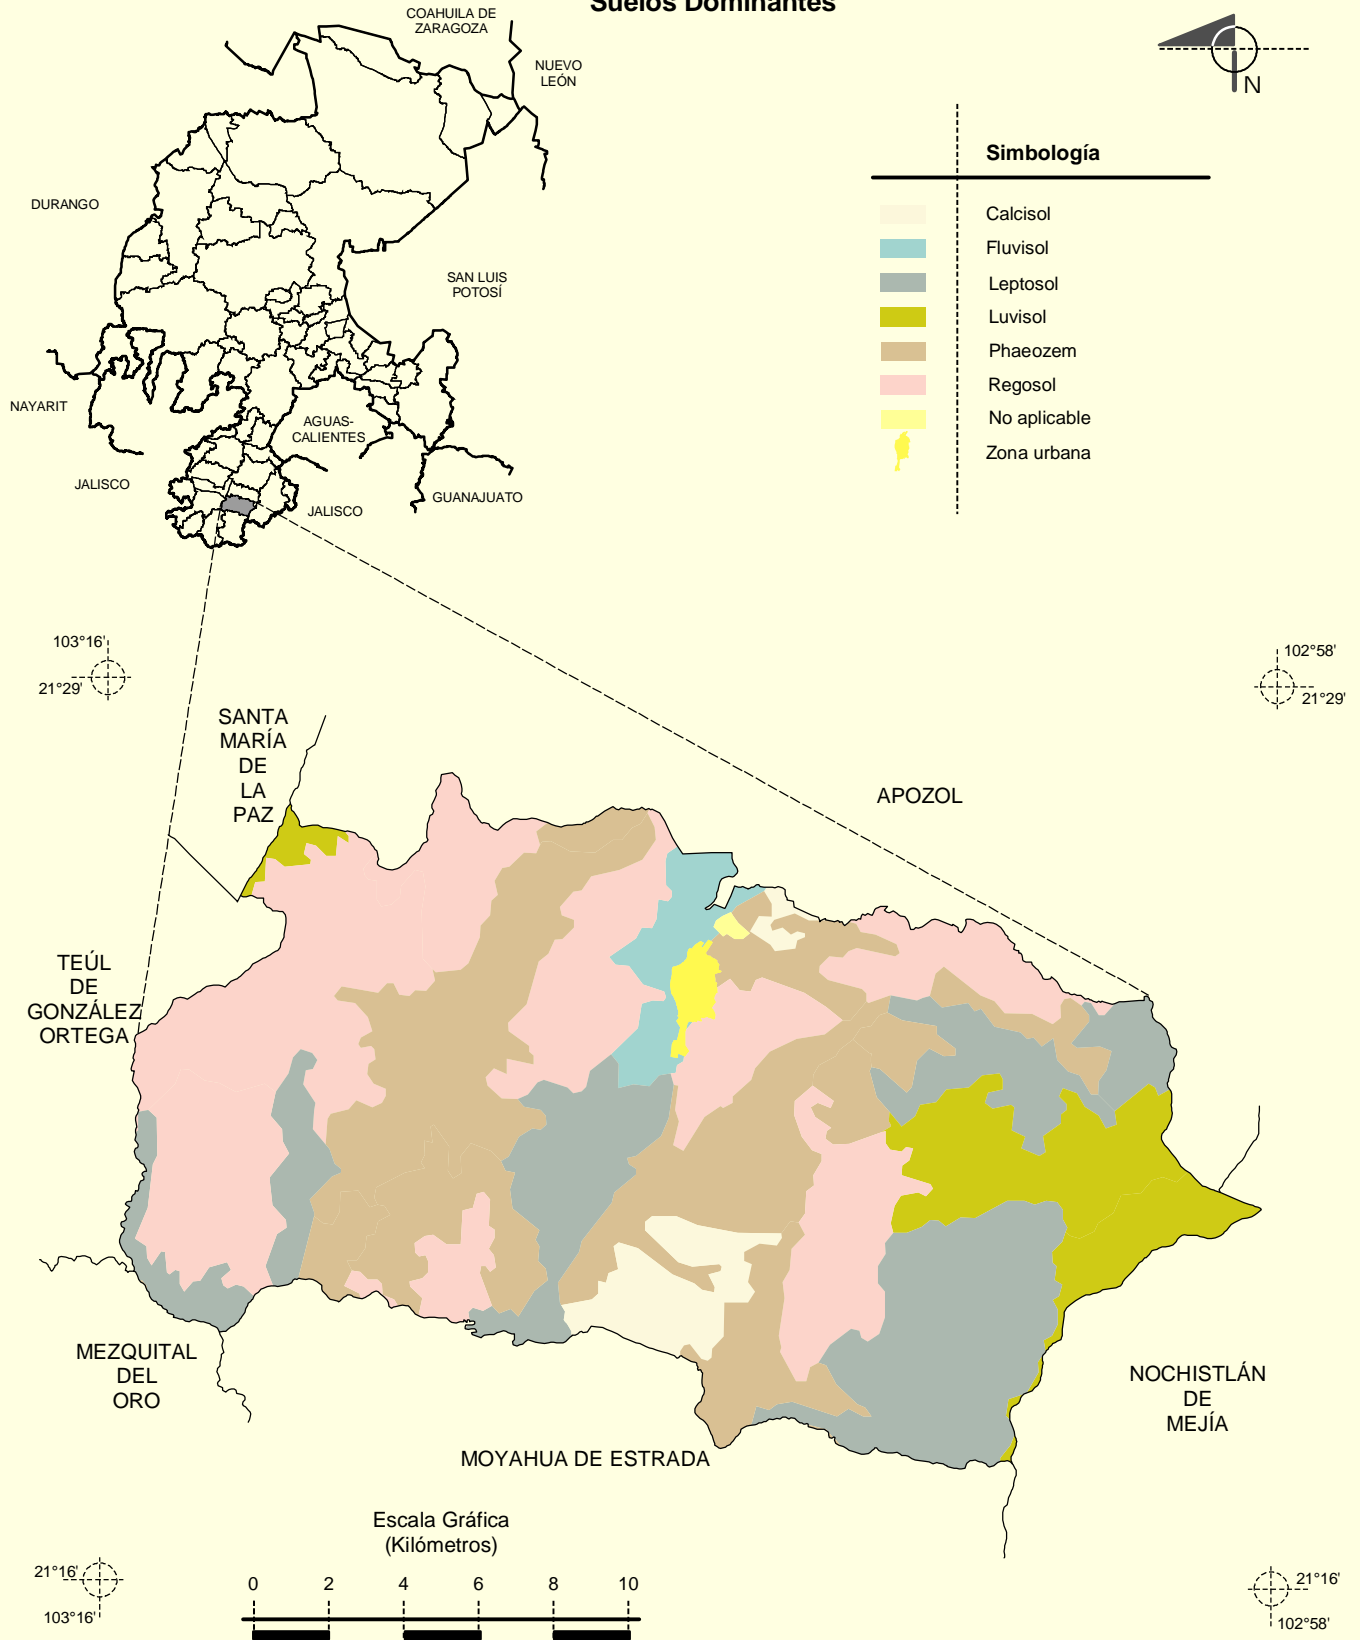 Suelos Dominantes
COAHUILA DE
ZARAGOZA
NUEVO
LEÓN
N
DURANGO
SAN LUIS
POTOSÍ
NAYARIT
AGUAS-
CALIENTES
JALISCO
GUANAJUATO
JALISCO
Simbología
Calcisol
Fluvisol
Leptosol
Luvisol
Phaeozem
Regosol
No aplicable
Zona urbana
103°16'
21°29'
102°58'
21°29'
SANTA
MARÍA
DE
LA
PAZ
APOZOL
TEÚL
DE
GONZÁLEZ
ORTEGA
MEZQUITAL
DEL
ORO
NOCHISTLÁN
DE
MEJÍA
MOYAHUA DE ESTRADA
Escala Gráfica
(Kilómetros)
0 2 4 6 8 10
21°16'
103°16'
21°16'
102°58'